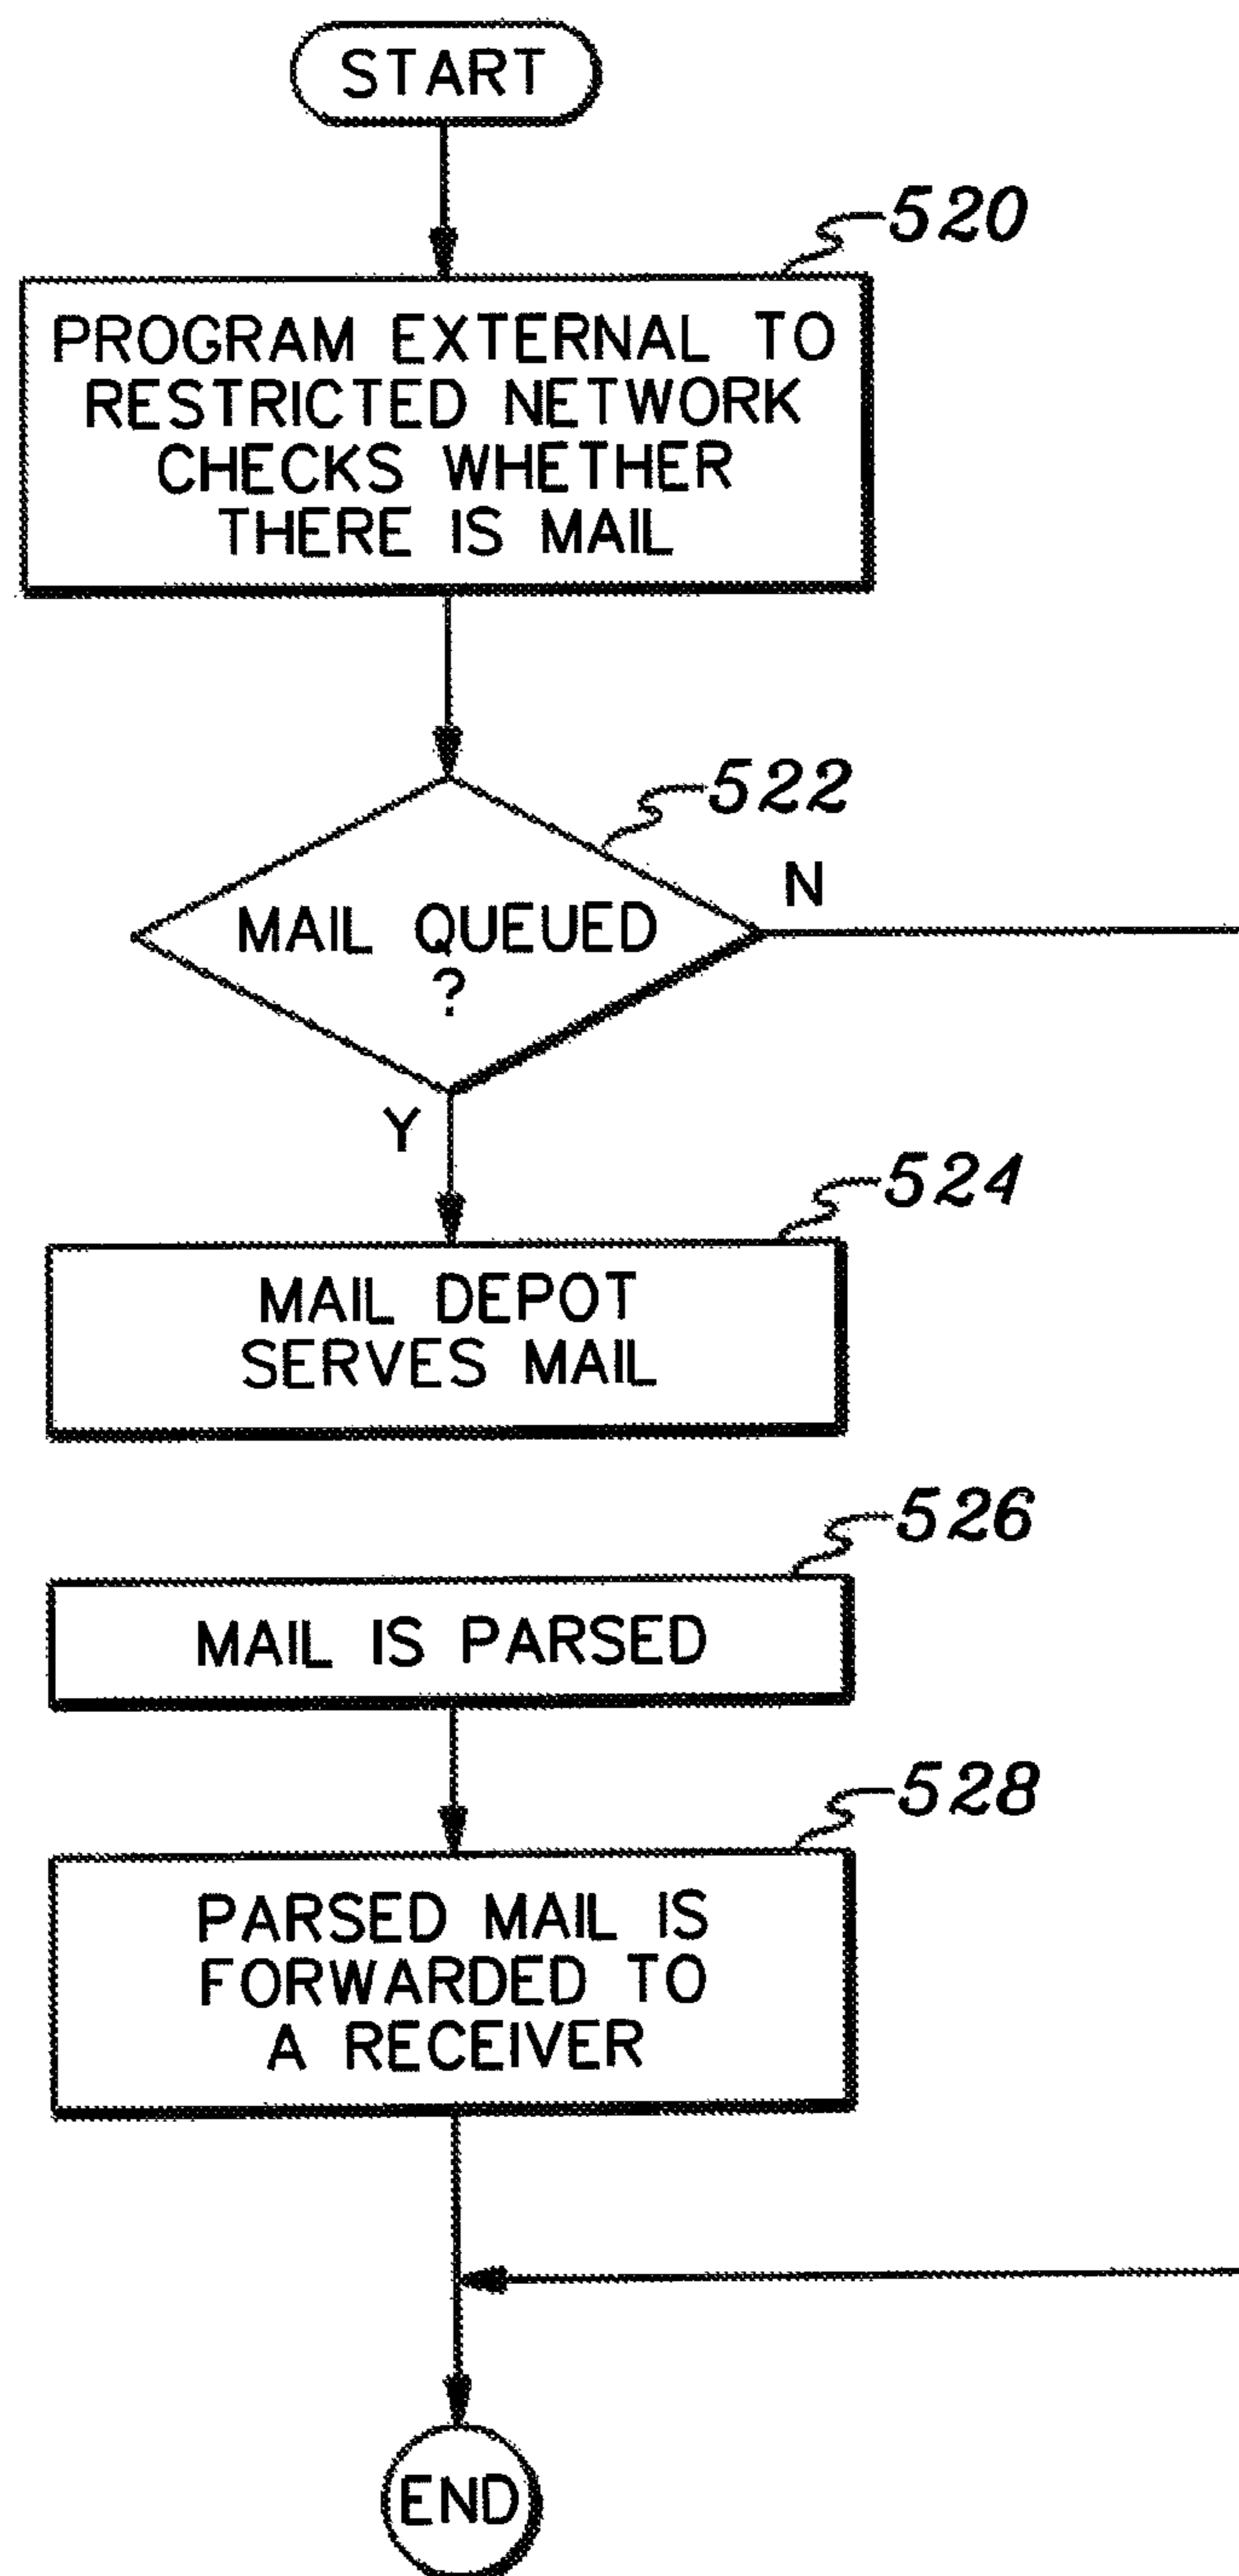 START
520
PROGRAM EXTERNAL TO
RESTRICTED NETWORK
CHECKS WHETHER
THERE IS MAIL
522
N
MAIL QUEUED
?
Y
524
MAIL DEPOT
SERVES MAIL
526
MAIL IS PARSED
528
PARSED MAIL IS
FORWARDED TO
A RECEIVER
END